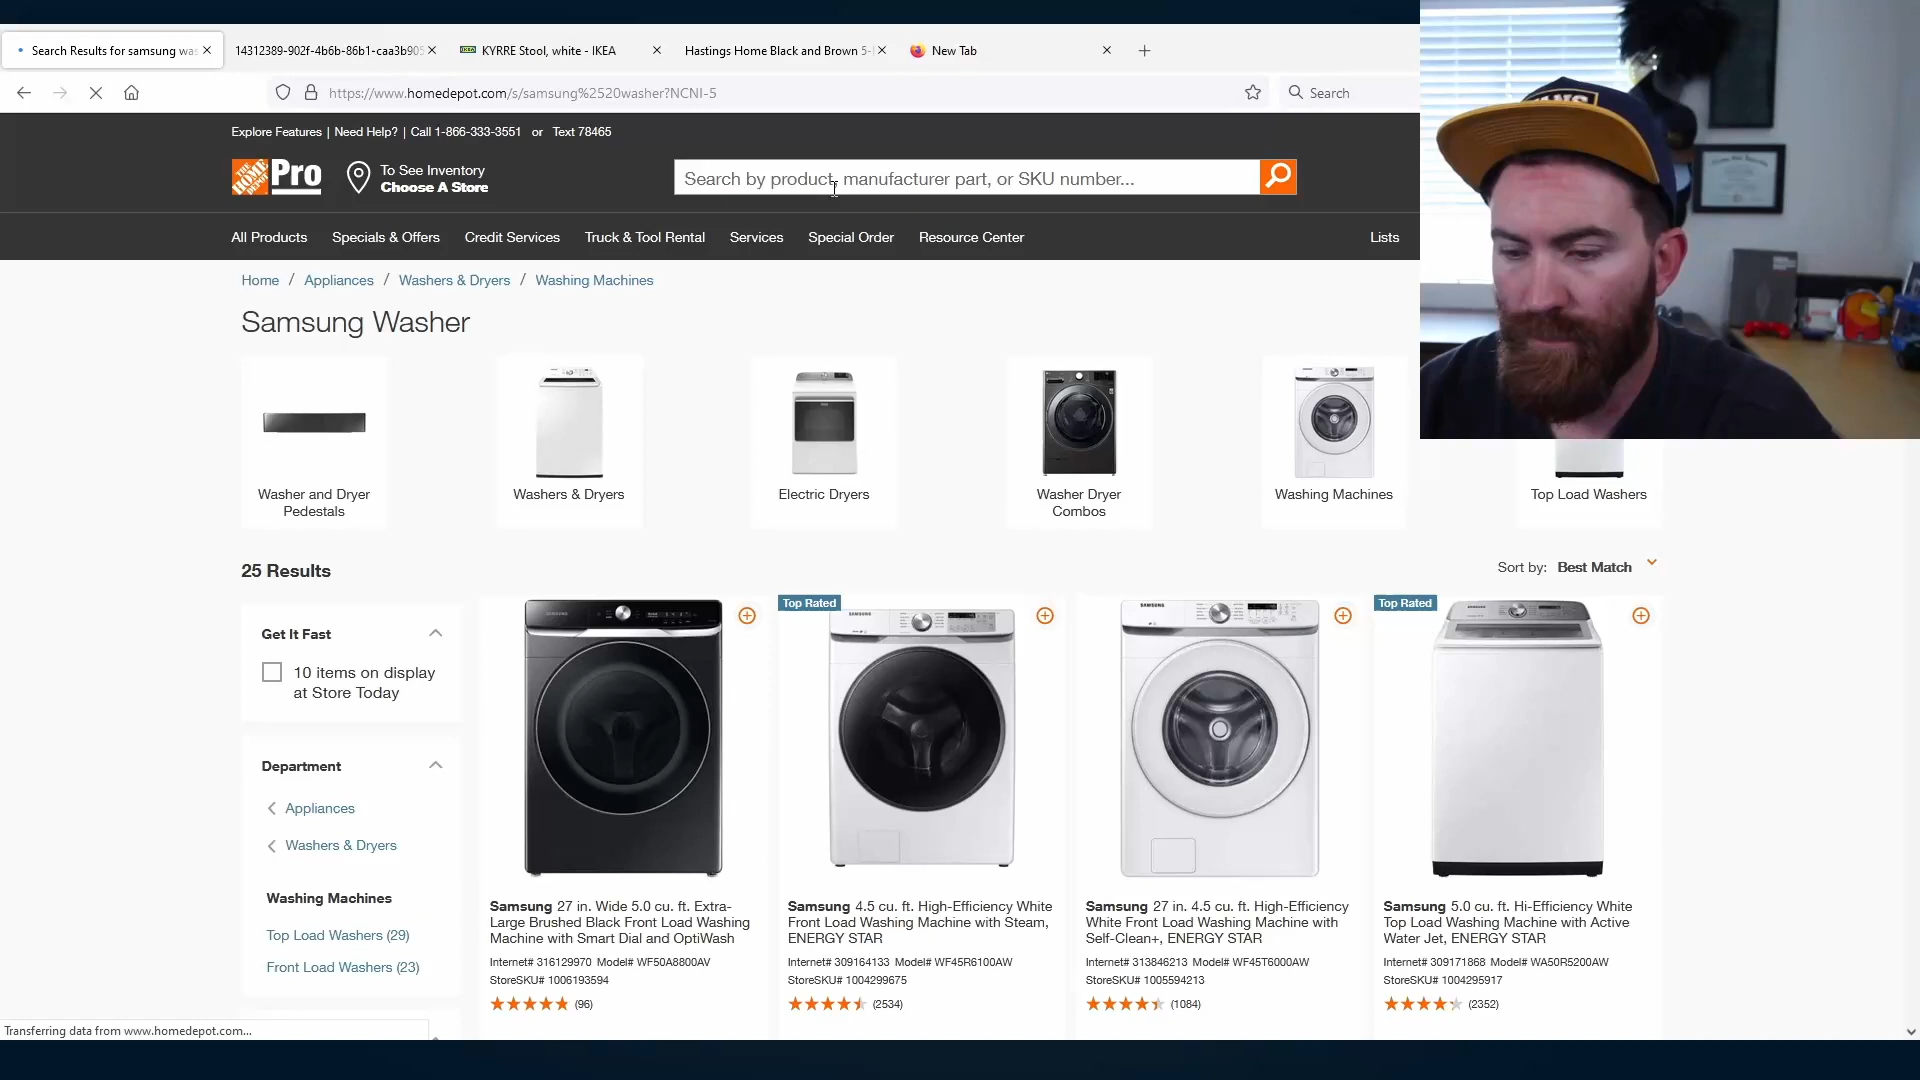 Search Results for samsung wa
14312389-902f-4b6b-86b1-caa3b905
KYRRE Stool, white - IKEA
Hastings Home Black and Brown 5-
New Tab
https://www.homedepot.com/s/samsung%2520washer?NCNI-5
Search
Explore Features | Need Help? | Call 1-866-333-3551 or Text 78465
THE HOME DEPOT
Pro
To See Inventory
Choose A Store
Search by product, manufacturer part, or SKU number...
All Products
Specials & Offers
Credit Services
Truck & Tool Rental
Services
Special Order
Resource Center
Lists
Home / Appliances / Washers & Dryers / Washing Machines
Samsung Washer
Washer and Dryer
Pedestals
Washers & Dryers
Electric Dryers
Washer Dryer
Combos
Washing Machines
Top Load Washers
25 Results
Sort by: Best Match
Get It Fast
10 items on display
at Store Today
Department
Appliances
Washers & Dryers
Washing Machines
Top Load Washers (29)
Front Load Washers (23)
SAMSUNG
Samsung 27 in. Wide 5.0 cu. ft. Extra-
Large Brushed Black Front Load Washing
Machine with Smart Dial and OptiWash
Internet# 316129970 Model# WF50A8800AV
StoreSKU# 1006193594
(96)
Top Rated
SAMSUNG
Samsung 4.5 cu. ft. High-Efficiency White
Front Load Washing Machine with Steam,
ENERGY STAR
Internet# 309164133 Model# WF45R6100AW
StoreSKU# 1004299675
(2534)
SAMSUNG
Samsung 27 in. 4.5 cu. ft. High-Efficiency
White Front Load Washing Machine with
Self-Clean+, ENERGY STAR
Internet# 313846213 Model# WF45T6000AW
StoreSKU# 1005594213
(1084)
Top Rated
SAMSUNG
Samsung 5.0 cu. ft. Hi-Efficiency White
Top Load Washing Machine with Active
Water Jet, ENERGY STAR
Internet# 309171868 Model# WA50R5200AW
StoreSKU# 1004295917
(2352)
Transferring data from www.homedepot.com...